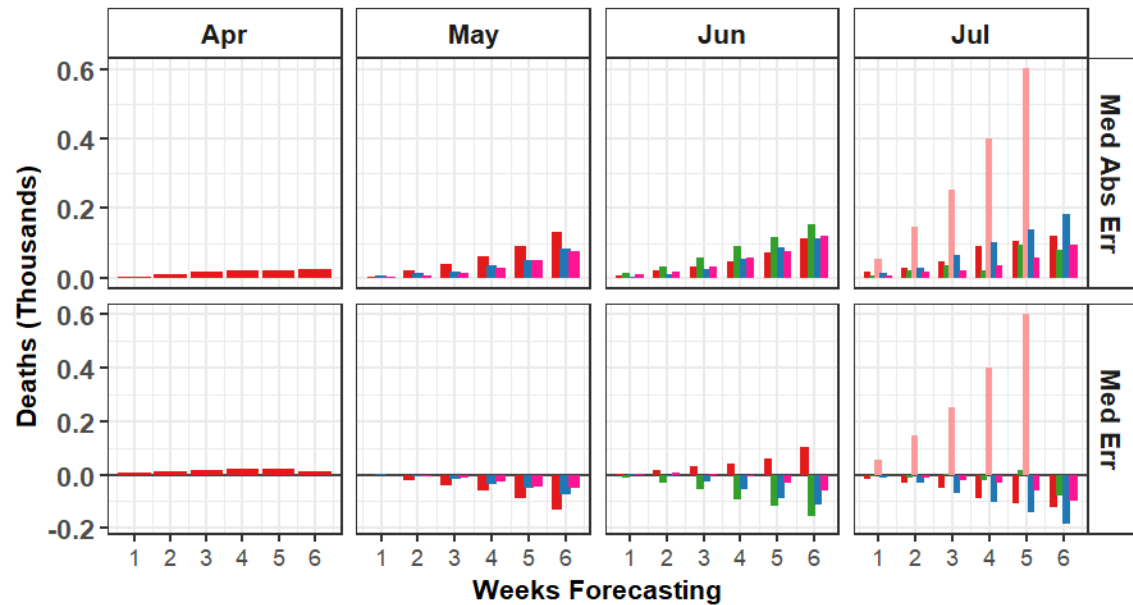 Apr May Jun Jul
0.6
0.4
0.2
0.0
Med Abs Err
0.6
0.4
0.2
0.0
-0.2
Med Err
Deaths (Thousands)
1 2 3 4 5 6 1 2 3 4 5 6 1 2 3 4 5 6 1 2 3 4 5 6
Weeks Forecasting